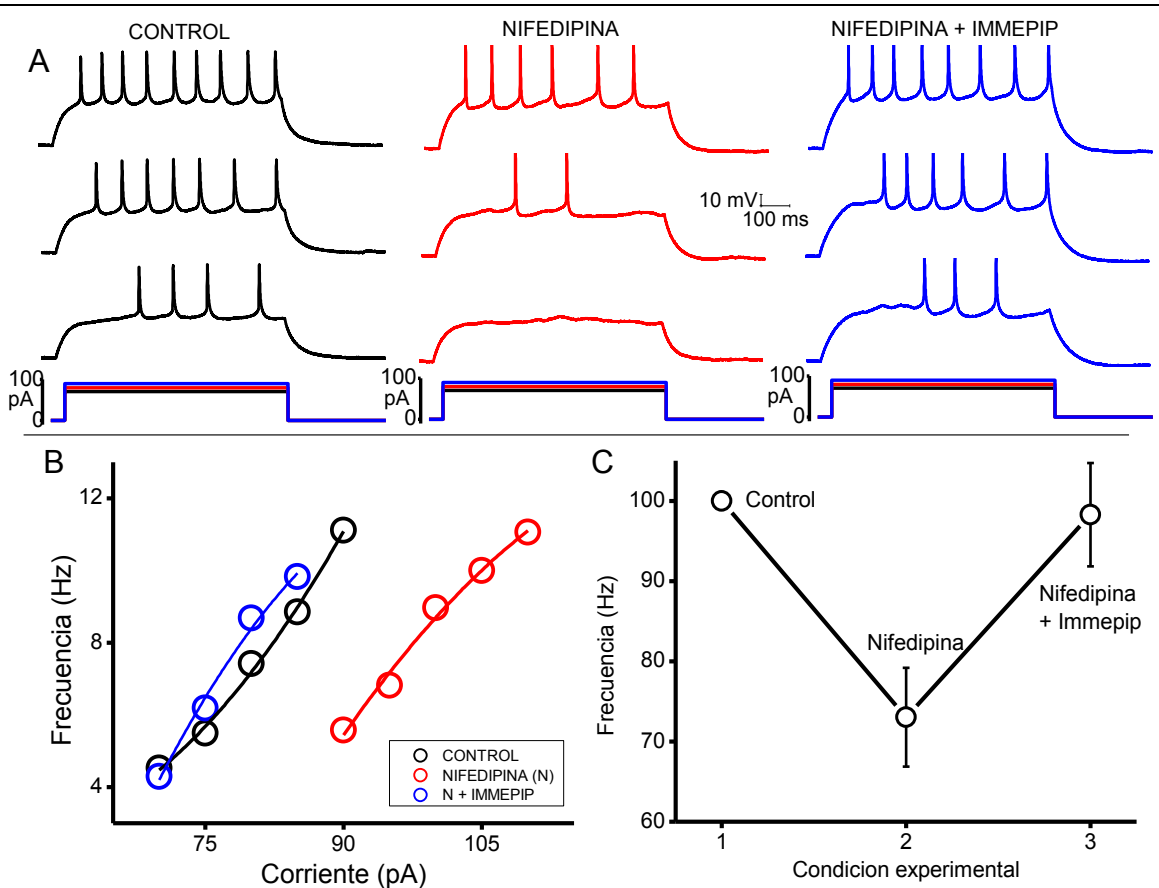 CONTROL
NIFEDIPINA
NIFEDIPINA + IMMEPIP
A
10 mV
100 ms
100
pA
0
100
pA
0
100
pA
0
B
Frecuencia (Hz)
12
8
4
75
90
105
Corriente (pA)
CONTROL
NIFEDIPINA (N)
N + IMMEPIP
C
Frecuencia (Hz)
100
90
80
70
60
Control
Nifedipina
Nifedipina
+ Immepip
1
2
3
Condicion experimental